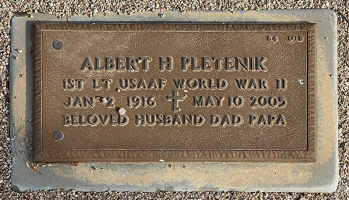 ALBERT H PLETENIK
1ST LT USAAF WORLD WAR II
JAN 2 1916 ✝ MAY 10 2005
BELOVED HUSBAND DAD PAPA